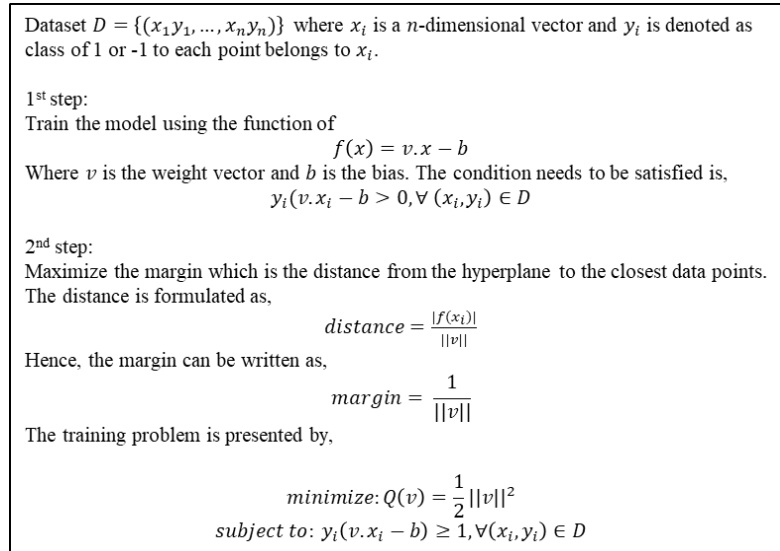 Dataset D = {(x₁y₁, ..., xₙyₙ)} where xᵢ is a n-dimensional vector and yᵢ is denoted as
class of 1 or -1 to each point belongs to xᵢ.
1st step:
Train the model using the function of
f(x) = v.x − b
Where v is the weight vector and b is the bias. The condition needs to be satisfied is,
yᵢ(v.xᵢ − b > 0,∀ (xᵢ,yᵢ) ∈ D
2nd step:
Maximize the margin which is the distance from the hyperplane to the closest data points.
The distance is formulated as,
distance = |f(xᵢ)| / ||v||
Hence, the margin can be written as,
margin = 1 / ||v||
The training problem is presented by,
minimize: Q(v) = 1/2 ||v||²
subject to: yᵢ(v.xᵢ − b) ≥ 1,∀(xᵢ,yᵢ) ∈ D